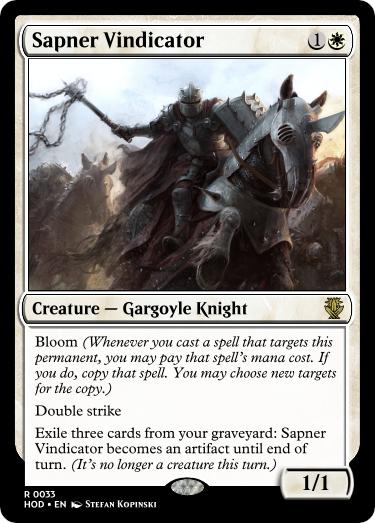 Sapner Vindicator 1
Creature — Gargoyle Knight
Bloom (Whenever you cast a spell that targets this
permanent, you may pay that spell's mana cost. If
you do, copy that spell. You may choose new targets
for the copy.)
Double strike
Exile three cards from your graveyard: Sapner
Vindicator becomes an artifact until end of
turn. (It's no longer a creature this turn.)
1/1
R 0033
HOD • EN Stefan Kopinski